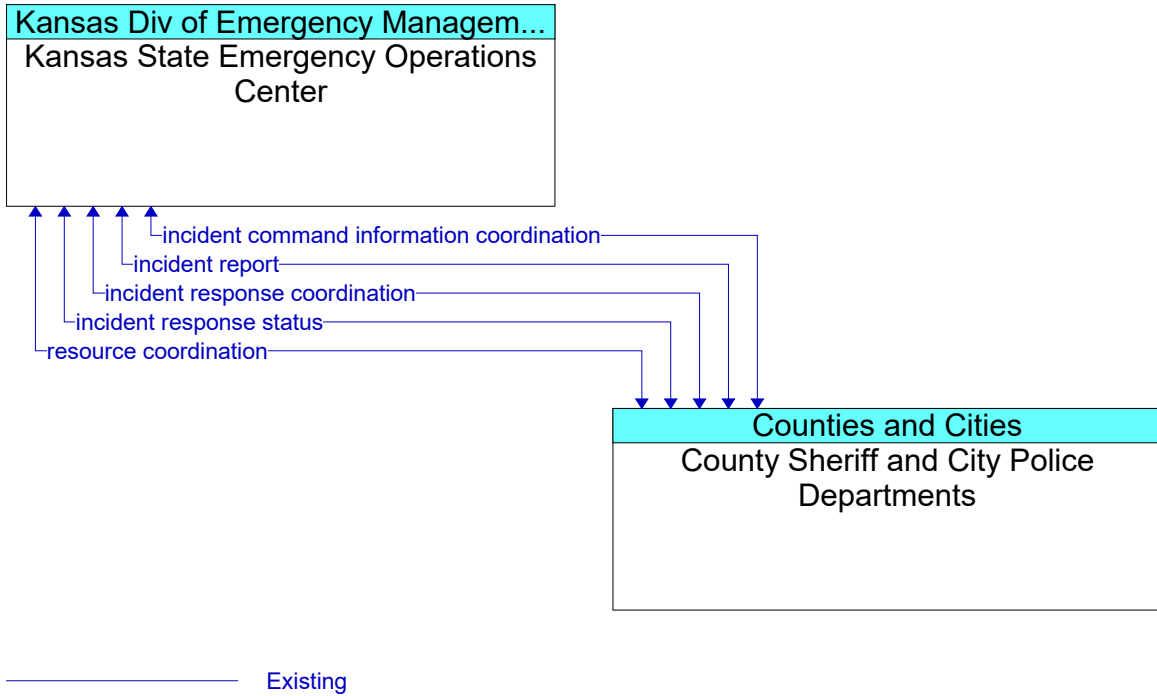 Kansas Div of Emergency Managem...
Kansas State Emergency Operations
Center
incident command information coordination
incident report
incident response coordination
incident response status
resource coordination
Counties and Cities
County Sheriff and City Police
Departments
Existing